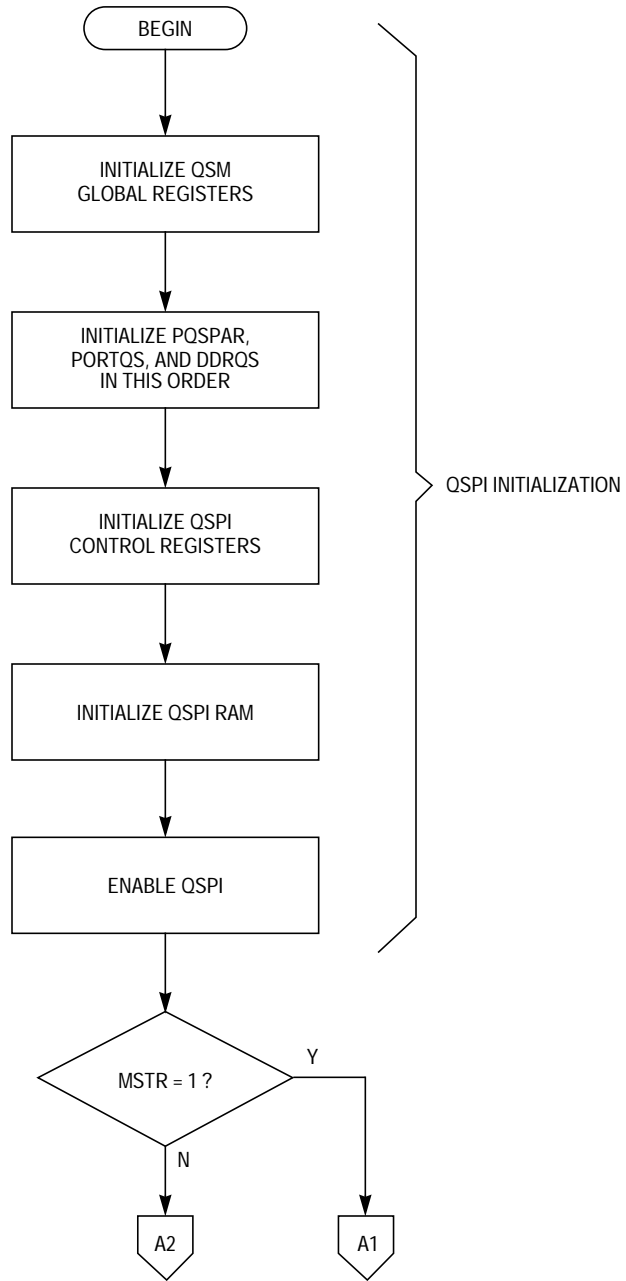 BEGIN
INITIALIZE QSM
GLOBAL REGISTERS
INITIALIZE PQSPAR,
PORTQS, AND DDRQS
IN THIS ORDER
INITIALIZE QSPI
CONTROL REGISTERS
INITIALIZE QSPI RAM
ENABLE QSPI
QSPI INITIALIZATION
MSTR = 1 ?
Y
N
A2
A1